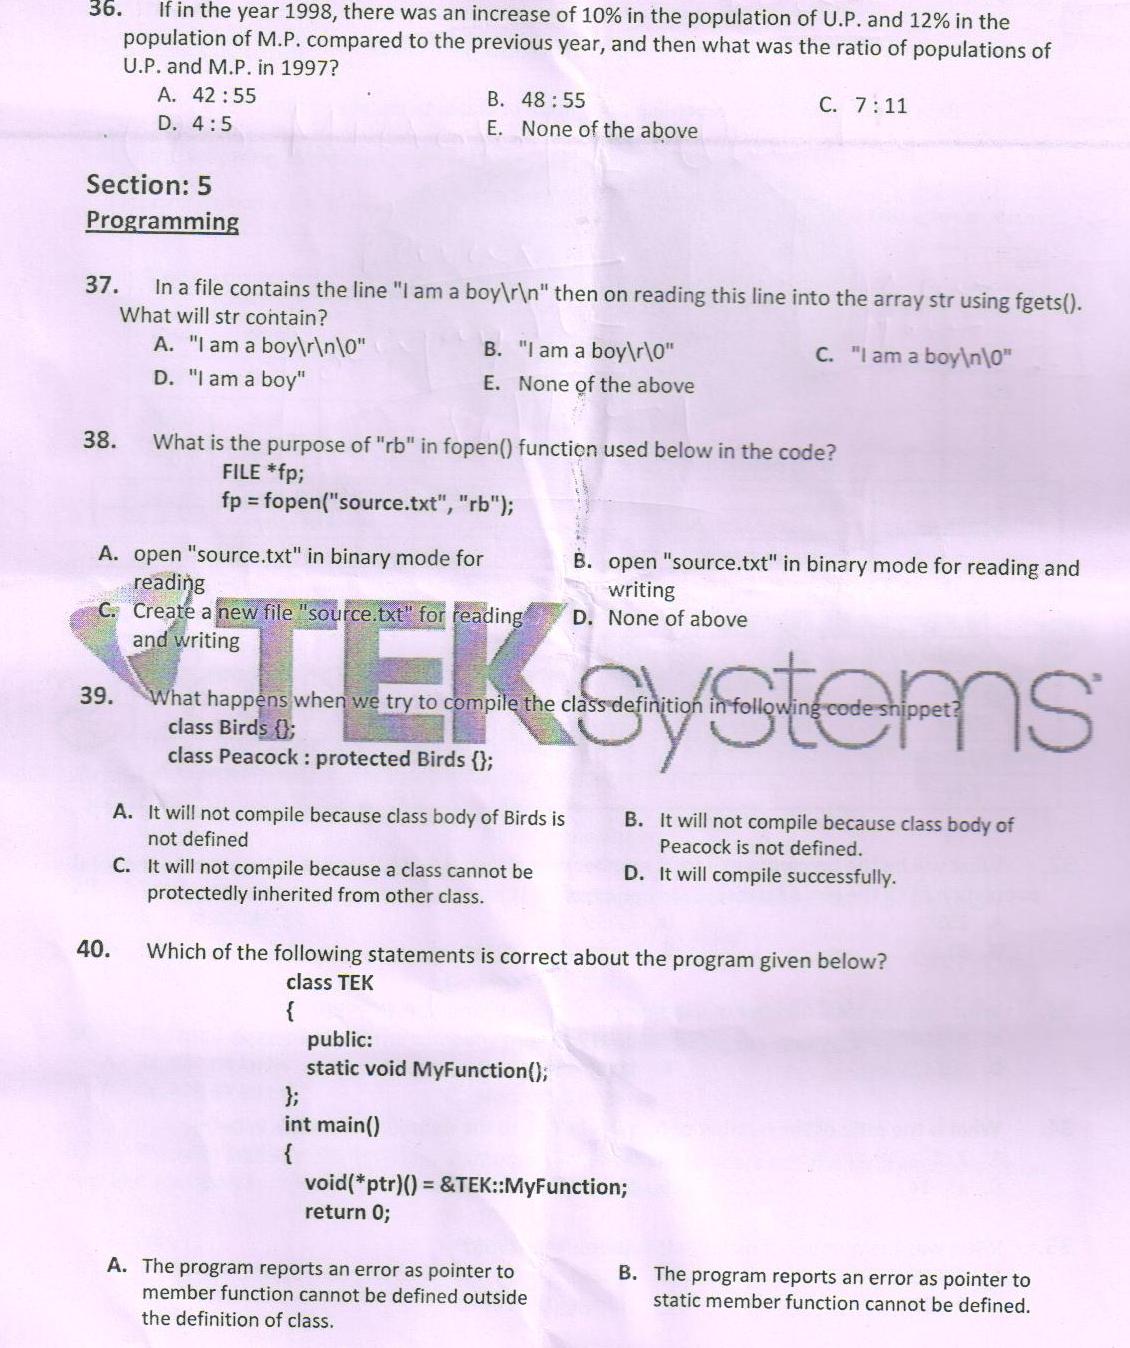 36. If in the year 1998, there was an increase of 10% in the population of U.P. and 12% in the
population of M.P. compared to the previous year, and then what was the ratio of populations of
U.P. and M.P. in 1997?
A. 42 : 55 B. 48 : 55 C. 7 : 11
D. 4 : 5 E. None of the above
Section: 5
Programming
37. In a file contains the line "I am a boy\r\n" then on reading this line into the array str using fgets().
What will str contain?
A. "I am a boy\r\n\0" B. "I am a boy\r\0" C. "I am a boy\n\0"
D. "I am a boy" E. None of the above
38. What is the purpose of "rb" in fopen() function used below in the code?
FILE *fp;
fp = fopen("source.txt", "rb");
A. open "source.txt" in binary mode for
reading
B. open "source.txt" in binary mode for reading and
writing
C. Create a new file "source.txt" for reading
and writing
D. None of above
TEKsystems
39. What happens when we try to compile the class definition in following code snippet?
class Birds {};
class Peacock : protected Birds {};
A. It will not compile because class body of Birds is
not defined
B. It will not compile because class body of
Peacock is not defined.
C. It will not compile because a class cannot be
protectedly inherited from other class.
D. It will compile successfully.
40. Which of the following statements is correct about the program given below?
class TEK
{
public:
static void MyFunction();
};
int main()
{
void(*ptr)() = &TEK::MyFunction;
return 0;
A. The program reports an error as pointer to
member function cannot be defined outside
the definition of class.
B. The program reports an error as pointer to
static member function cannot be defined.